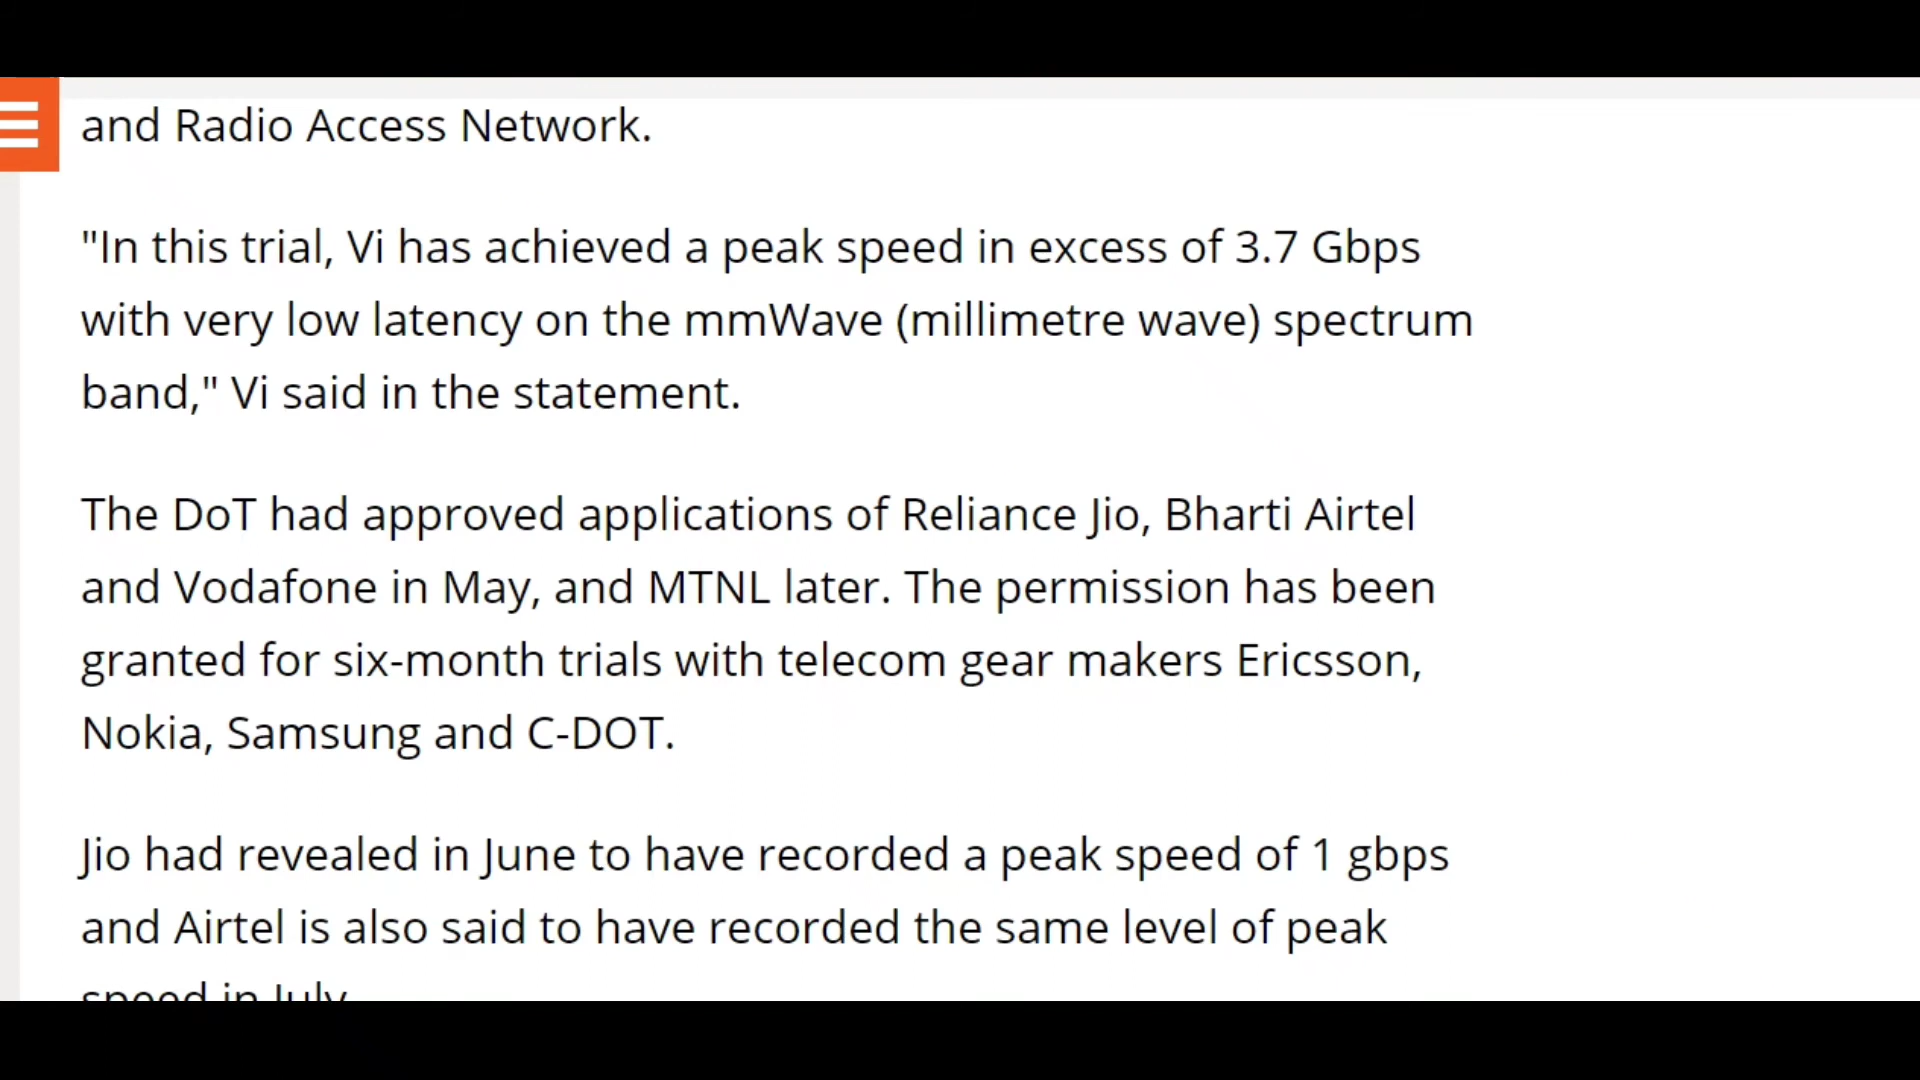 and Radio Access Network.
"In this trial, Vi has achieved a peak speed in excess of 3.7 Gbps
with very low latency on the mmWave (millimetre wave) spectrum
band," Vi said in the statement.
The DoT had approved applications of Reliance Jio, Bharti Airtel
and Vodafone in May, and MTNL later. The permission has been
granted for six-month trials with telecom gear makers Ericsson,
Nokia, Samsung and C-DOT.
Jio had revealed in June to have recorded a peak speed of 1 gbps
and Airtel is also said to have recorded the same level of peak
speed in July